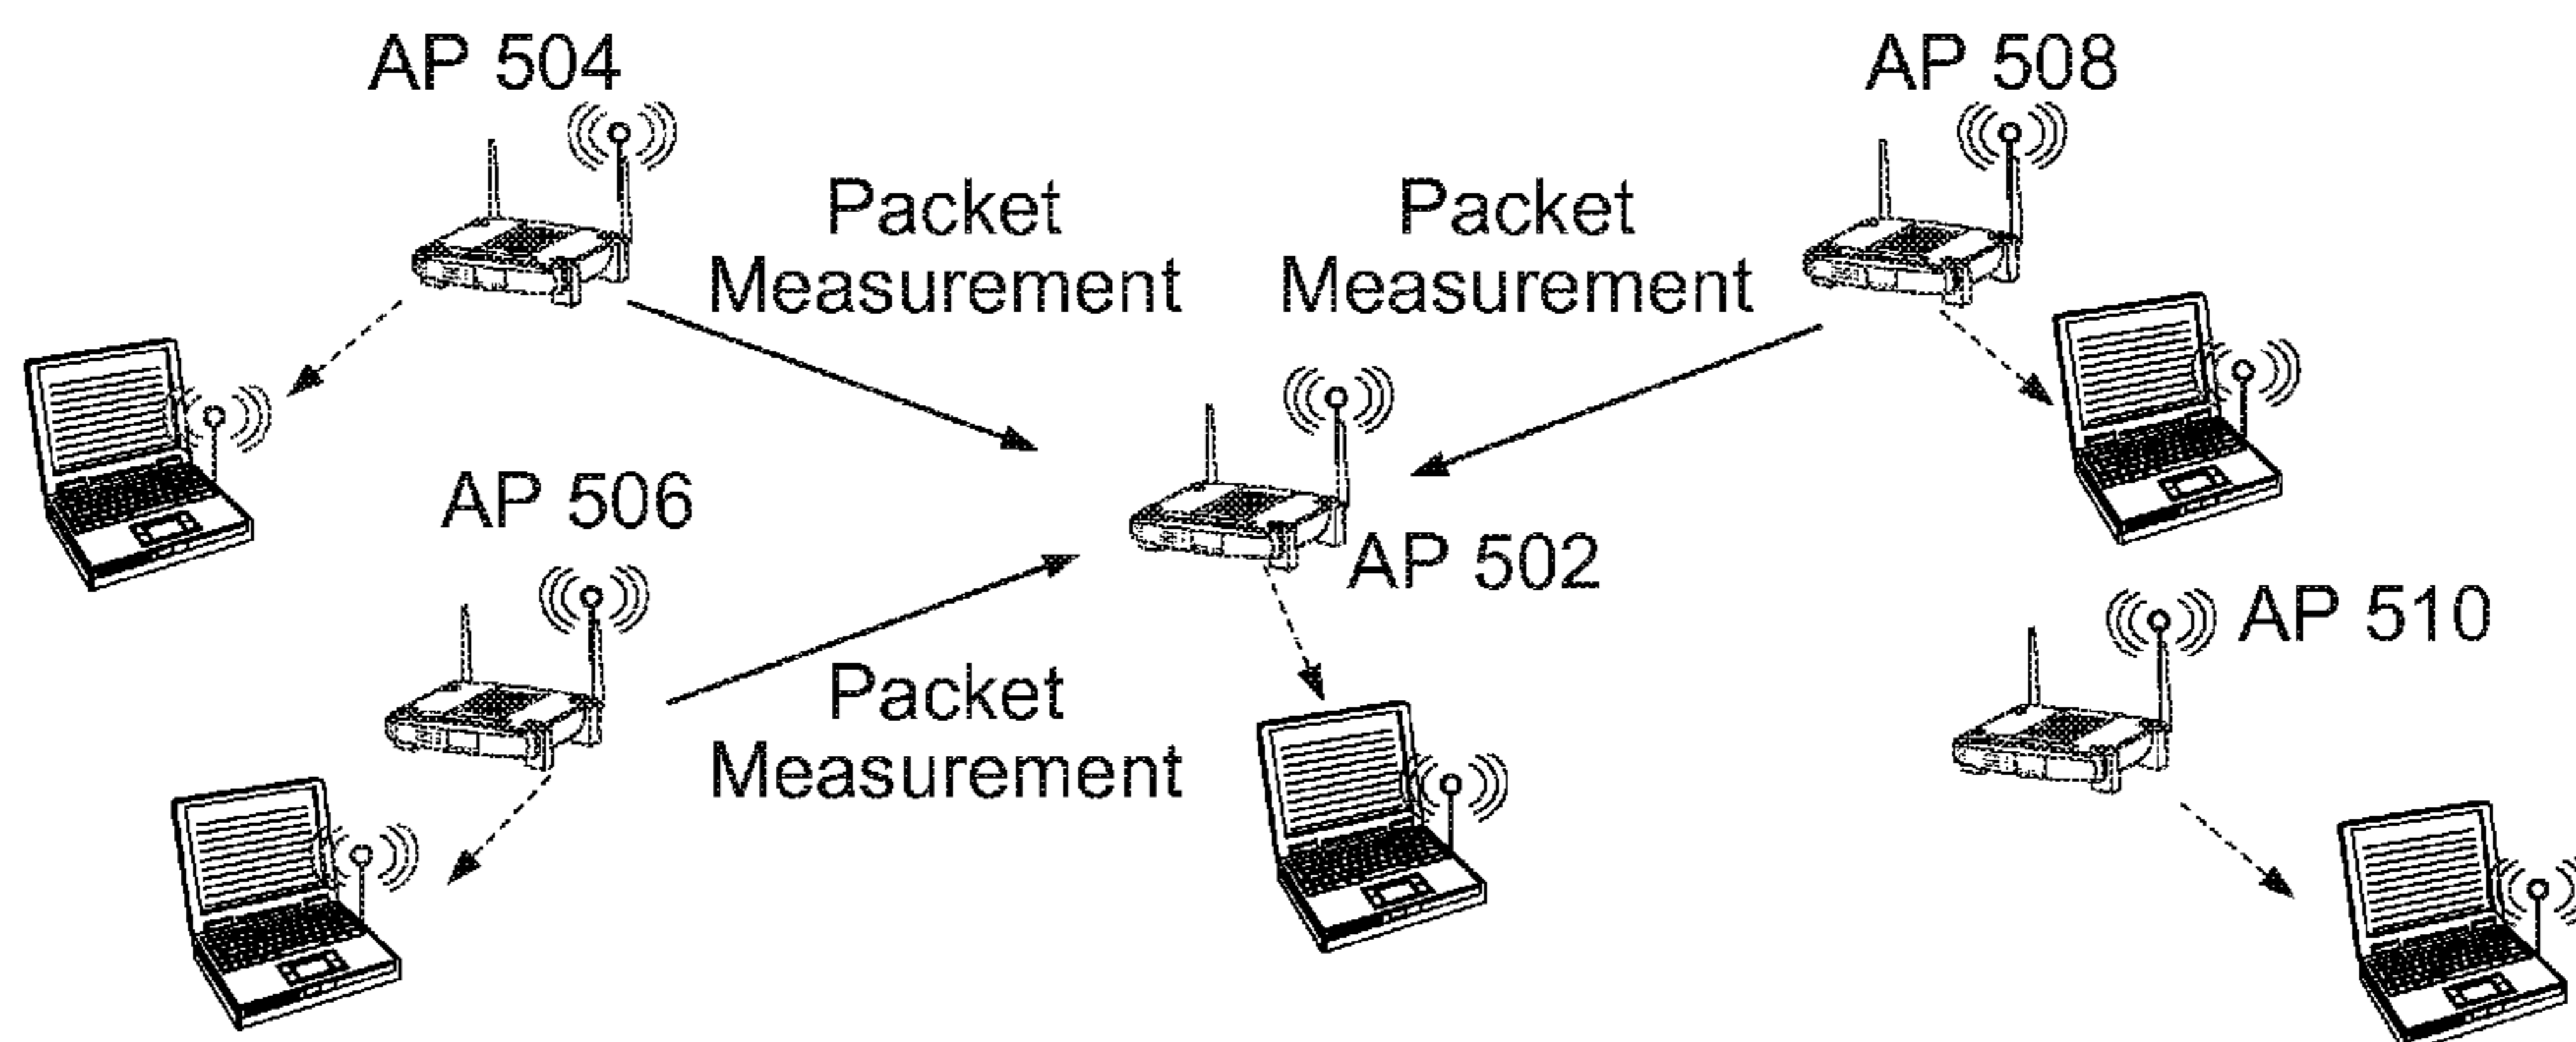 AP 504
AP 508
Packet
Measurement
Packet
Measurement
AP 506
AP 502
AP 510
Packet
Measurement